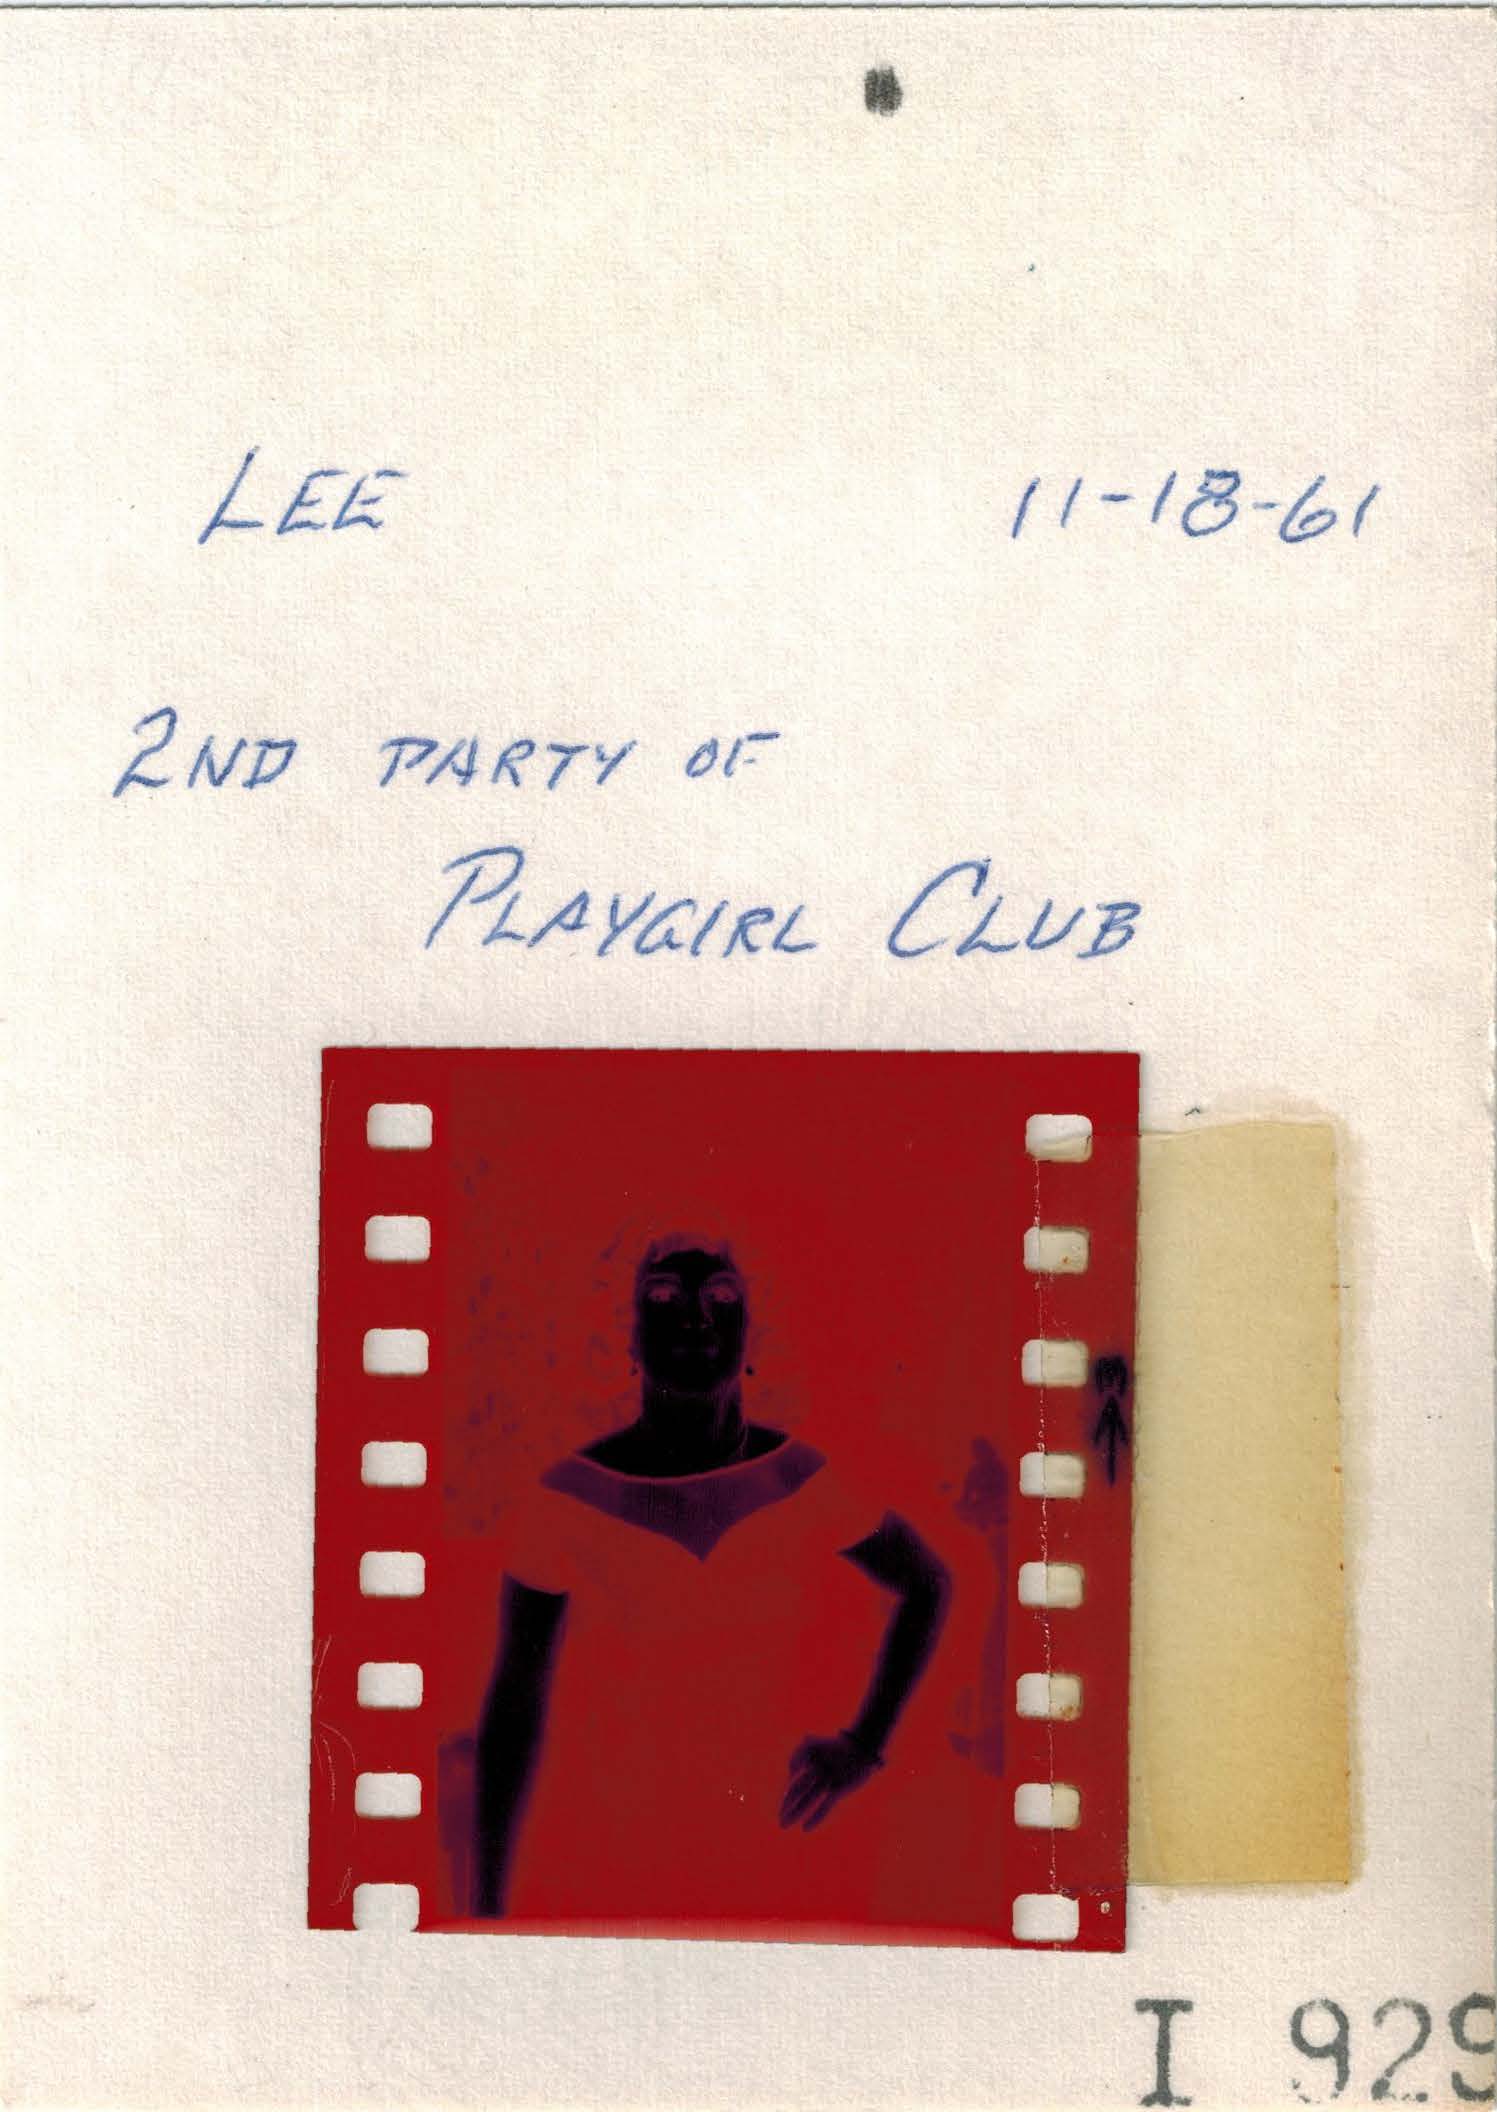 LEE 11-18-61
2ND PARTY OF
PLAYGIRL CLUB
I 929